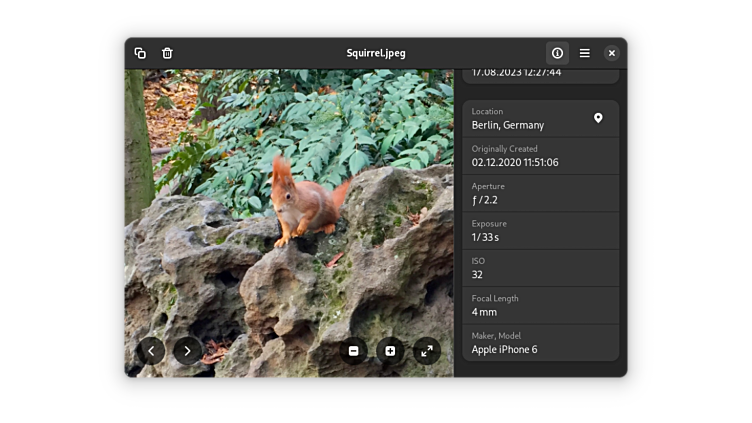 Squirrel.jpeg
17.08.2023 12:27:44
Location
Berlin, Germany
Originally Created
02.12.2020 11:51:06
Aperture
ƒ / 2.2
Exposure
1 / 33 s
ISO
32
Focal Length
4 mm
Maker, Model
Apple iPhone 6